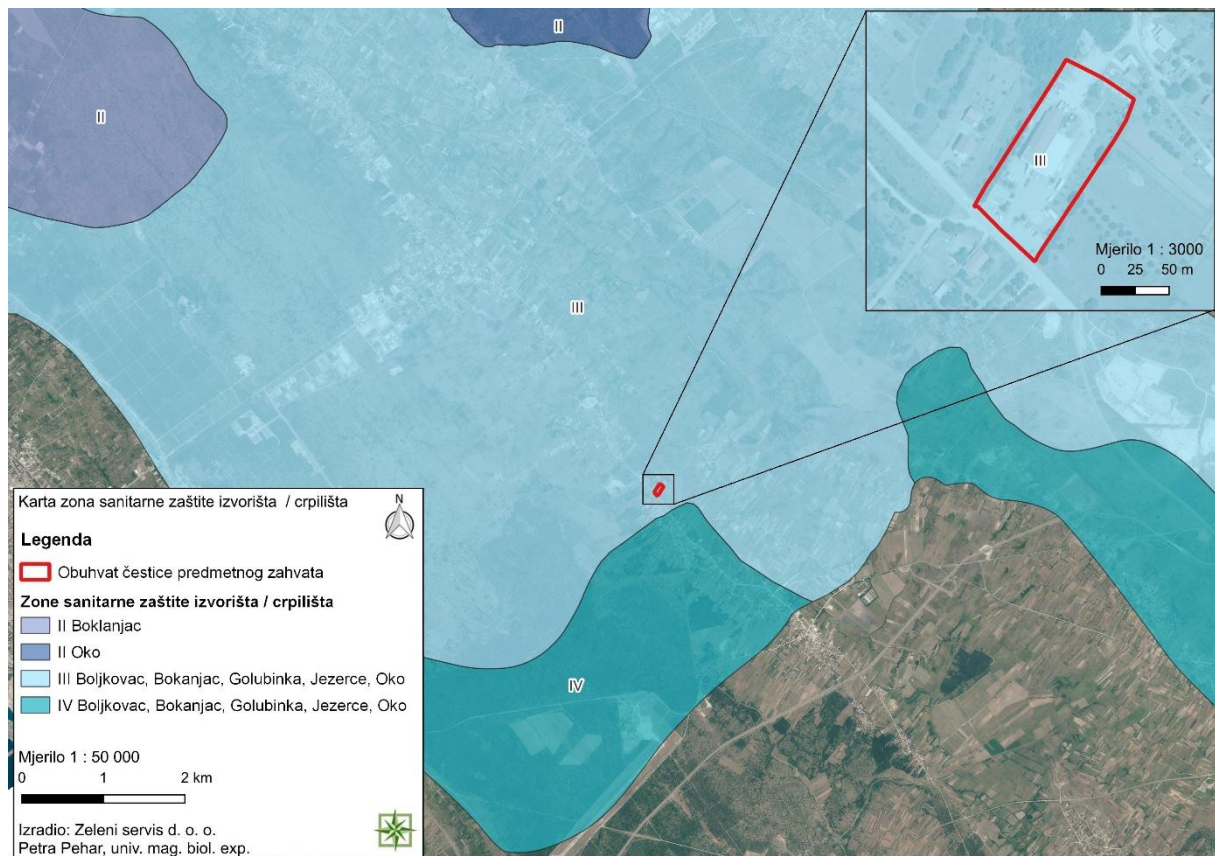 II
II
III
III
Mjerilo 1 : 3000
0 25 50 m
IV
Karta zona sanitarne zaštite izvorišta / crpilišta
N
Legenda
Obuhvat čestice predmetnog zahvata
Zone sanitarne zaštite izvorišta / crpilišta
II Boklanjac
II Oko
III Boljkovac, Bokanjac, Golubinka, Jezerce, Oko
IV Boljkovac, Bokanjac, Golubinka, Jezerce, Oko
Mjerilo 1 : 50 000
0 1 2 km
Izradio: Zeleni servis d. o. o.
Petra Pehar, univ. mag. biol. exp.